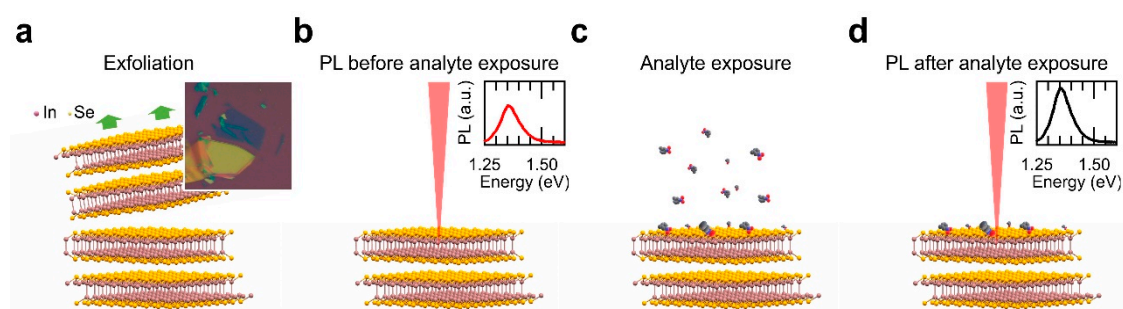 a
Exfoliation
In Se
b
PL before analyte exposure
PL (a.u.)
1.25 1.50
Energy (eV)
c
Analyte exposure
d
PL after analyte exposure
PL (a.u.)
1.25 1.50
Energy (eV)